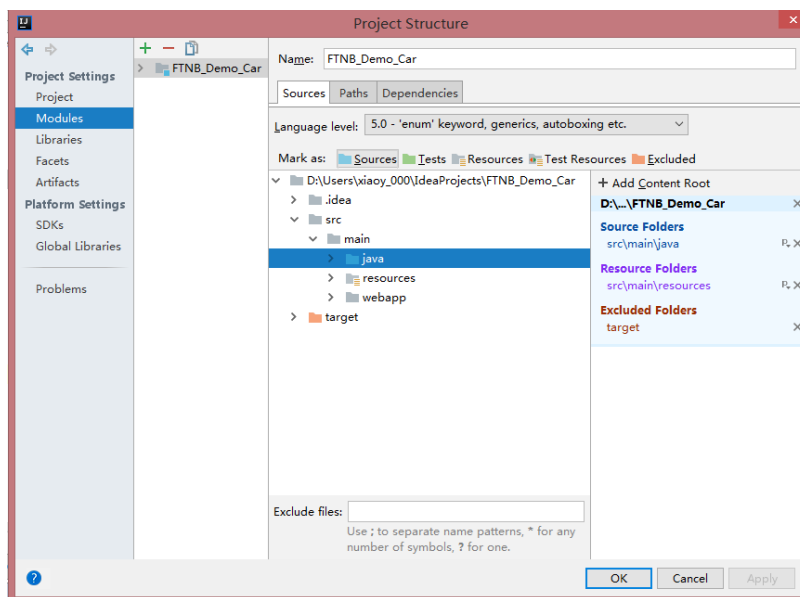 Project Structure
Project Settings
Project
Modules
Libraries
Facets
Artifacts
Platform Settings
SDKs
Global Libraries
Problems
FTNB_Demo_Car
Name: FTNB_Demo_Car
Sources Paths Dependencies
Language level: 5.0 - 'enum' keyword, generics, autoboxing etc.
Mark as: Sources Tests Resources Test Resources Excluded
D:\Users\xiaoy_000\IdeaProjects\FTNB_Demo_Car
.idea
src
main
java
resources
webapp
target
+ Add Content Root
D:\...\FTNB_Demo_Car
Source Folders
src\main\java
Resource Folders
src\main\resources
Excluded Folders
target
Exclude files:
Use ; to separate name patterns, * for any
number of symbols, ? for one.
OK Cancel Apply